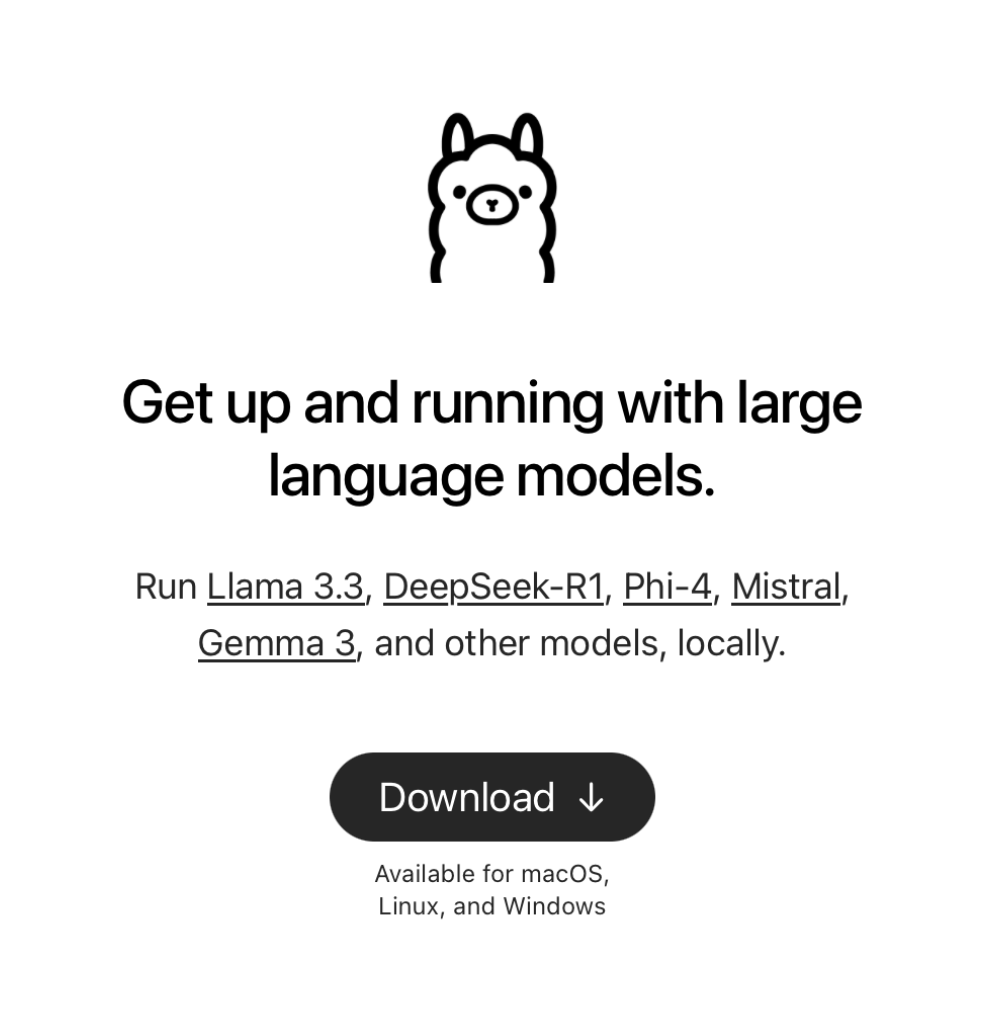 Get up and running with large
language models.
Run Llama 3.3, DeepSeek-R1, Phi-4, Mistral,
Gemma 3, and other models, locally.
Download ↓
Available for macOS,
Linux, and Windows